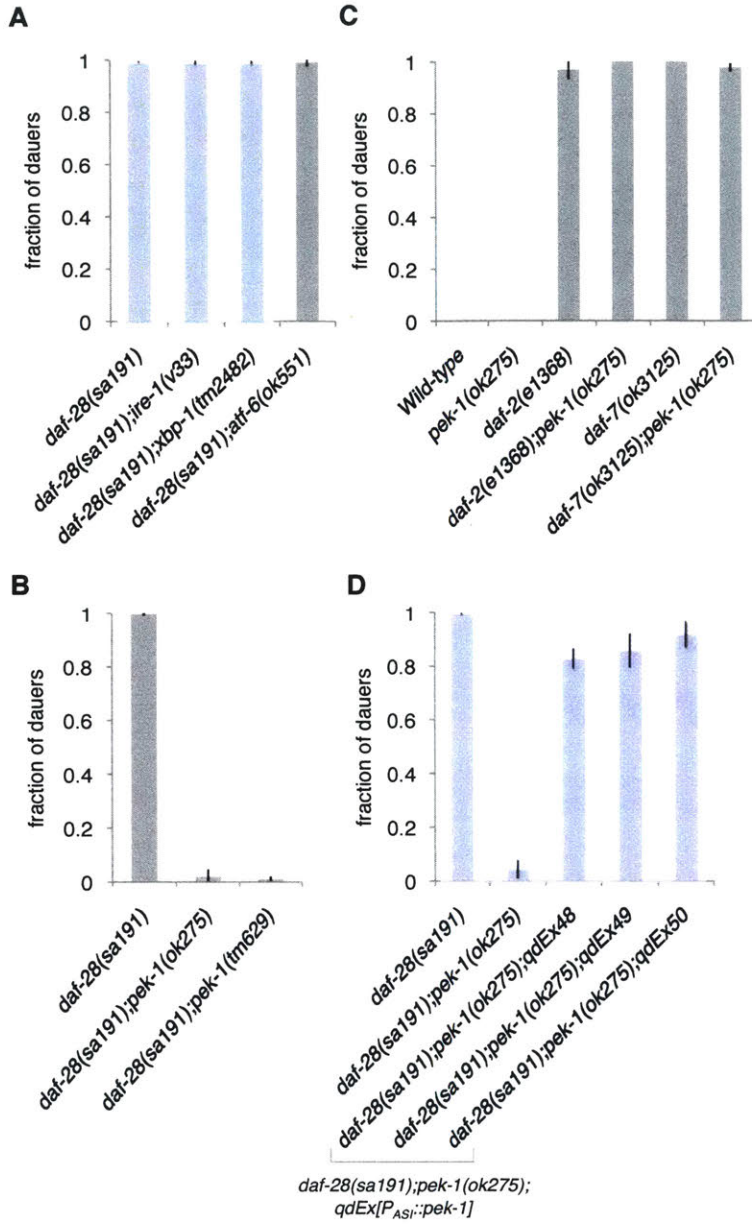 A
fraction of dauers
1
0.8
0.6
0.4
0.2
0
daf-28(sa191)
daf-28(sa191);ire-1(v33)
daf-28(sa191);xbp-1(tm2482)
daf-28(sa191);atf-6(ok551)
C
fraction of dauers
1
0.8
0.6
0.4
0.2
0
Wild-type
pek-1(ok275)
daf-2(e1368)
daf-2(e1368);pek-1(ok275)
daf-7(ok3125)
daf-7(ok3125);pek-1(ok275)
B
fraction of dauers
1
0.8
0.6
0.4
0.2
0
daf-28(sa191)
daf-28(sa191);pek-1(ok275)
daf-28(sa191);pek-1(tm629)
D
fraction of dauers
1
0.8
0.6
0.4
0.2
0
daf-28(sa191)
daf-28(sa191);pek-1(ok275)
daf-28(sa191);pek-1(ok275);qdEx48
daf-28(sa191);pek-1(ok275);qdEx49
daf-28(sa191);pek-1(ok275);qdEx50
daf-28(sa191);pek-1(ok275);
qdEx[PASI::pek-1]